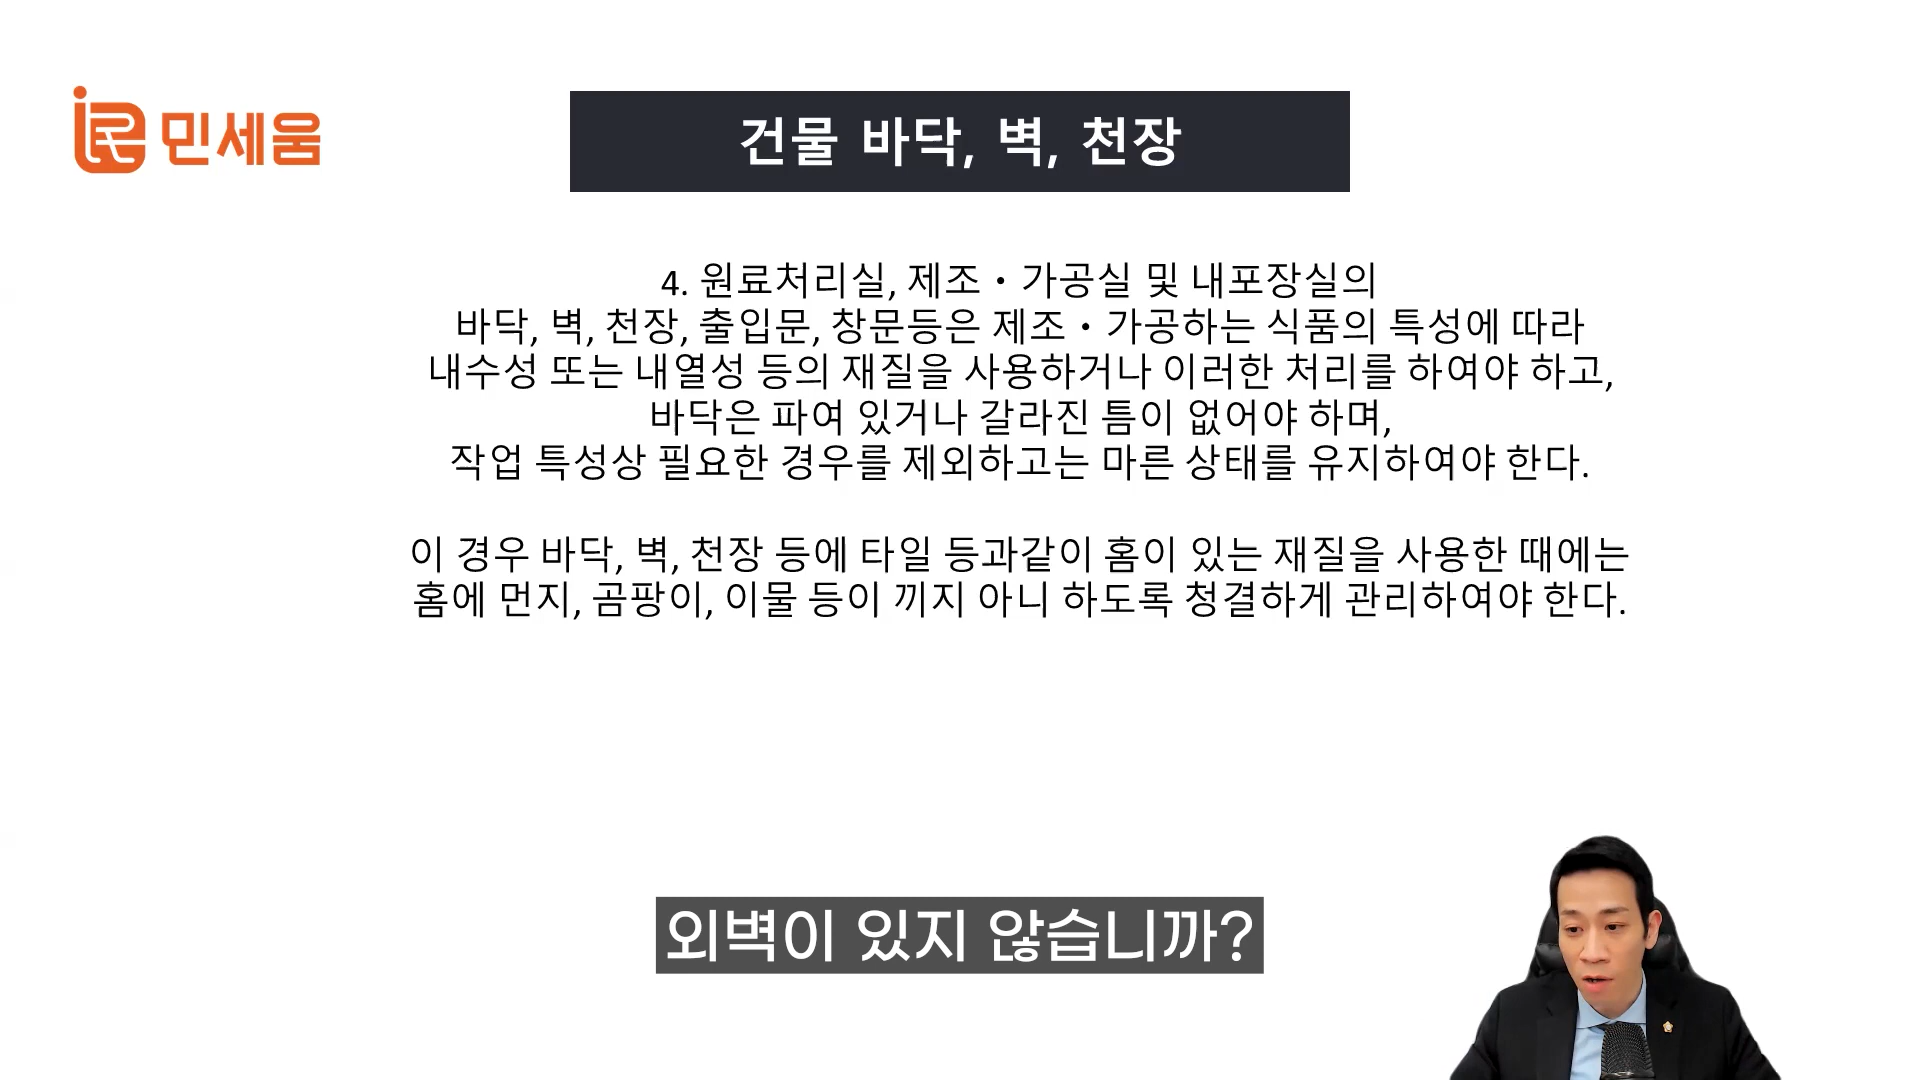 민세움
건물 바닥, 벽, 천장
4. 원료처리실, 제조・가공실 및 내포장실의
바닥, 벽, 천장, 출입문, 창문등은 제조・가공하는 식품의 특성에 따라
내수성 또는 내열성 등의 재질을 사용하거나 이러한 처리를 하여야 하고,
바닥은 파여 있거나 갈라진 틈이 없어야 하며,
작업 특성상 필요한 경우를 제외하고는 마른 상태를 유지하여야 한다.
이 경우 바닥, 벽, 천장 등에 타일 등과같이 홈이 있는 재질을 사용한 때에는
홈에 먼지, 곰팡이, 이물 등이 끼지 아니 하도록 청결하게 관리하여야 한다.
외벽이 있지 않습니까?